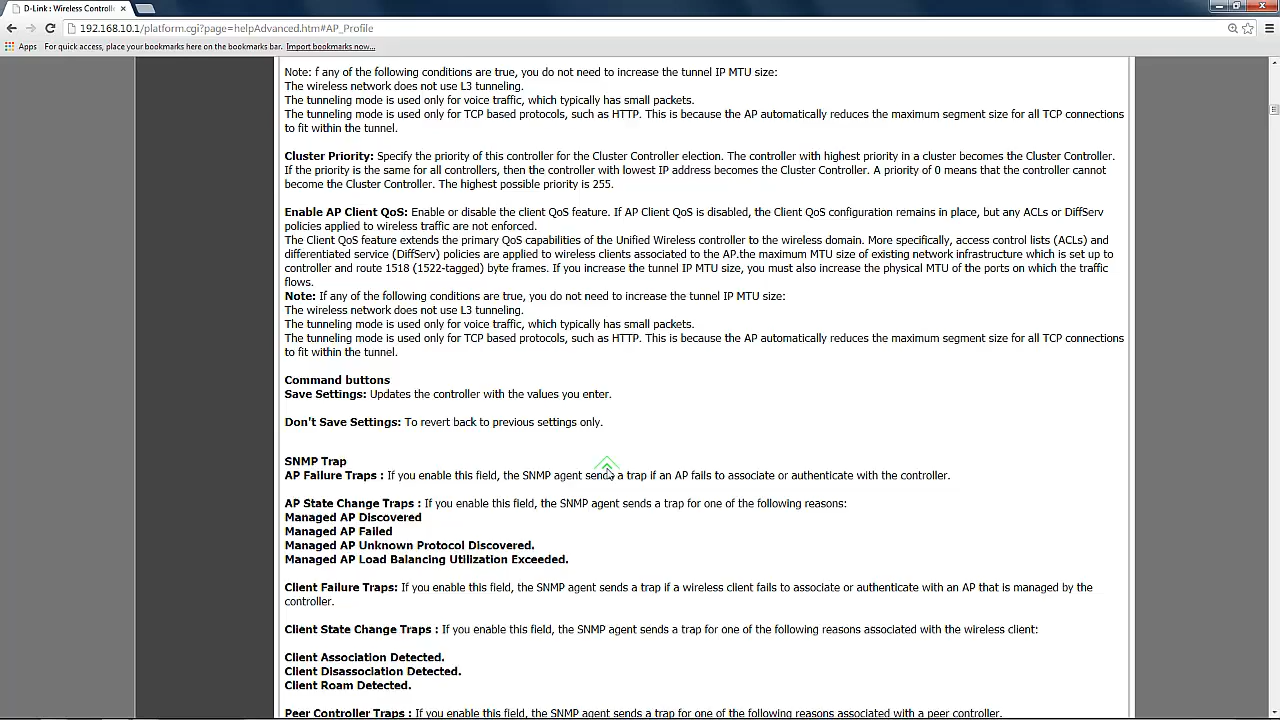 D-Link : Wireless Controlle
192.168.10.1/platform.cgi?page=helpAdvanced.htm#AP_Profile
Apps For quick access, place your bookmarks here on the bookmarks bar. Import bookmarks now...
Note: f any of the following conditions are true, you do not need to increase the tunnel IP MTU size:
The wireless network does not use L3 tunneling.
The tunneling mode is used only for voice traffic, which typically has small packets.
The tunneling mode is used only for TCP based protocols, such as HTTP. This is because the AP automatically reduces the maximum segment size for all TCP connections
to fit within the tunnel.
Cluster Priority: Specify the priority of this controller for the Cluster Controller election. The controller with highest priority in a cluster becomes the Cluster Controller.
If the priority is the same for all controllers, then the controller with lowest IP address becomes the Cluster Controller. A priority of 0 means that the controller cannot
become the Cluster Controller. The highest possible priority is 255.
Enable AP Client QoS: Enable or disable the client QoS feature. If AP Client QoS is disabled, the Client QoS configuration remains in place, but any ACLs or DiffServ
policies applied to wireless traffic are not enforced.
The Client QoS feature extends the primary QoS capabilities of the Unified Wireless controller to the wireless domain. More specifically, access control lists (ACLs) and
differentiated service (DiffServ) policies are applied to wireless clients associated to the AP.the maximum MTU size of existing network infrastructure which is set up to
controller and route 1518 (1522-tagged) byte frames. If you increase the tunnel IP MTU size, you must also increase the physical MTU of the ports on which the traffic
flows.
Note: If any of the following conditions are true, you do not need to increase the tunnel IP MTU size:
The wireless network does not use L3 tunneling.
The tunneling mode is used only for voice traffic, which typically has small packets.
The tunneling mode is used only for TCP based protocols, such as HTTP. This is because the AP automatically reduces the maximum segment size for all TCP connections
to fit within the tunnel.
Command buttons
Save Settings: Updates the controller with the values you enter.
Don't Save Settings: To revert back to previous settings only.
SNMP Trap
AP Failure Traps : If you enable this field, the SNMP agent sends a trap if an AP fails to associate or authenticate with the controller.
AP State Change Traps : If you enable this field, the SNMP agent sends a trap for one of the following reasons:
Managed AP Discovered
Managed AP Failed
Managed AP Unknown Protocol Discovered.
Managed AP Load Balancing Utilization Exceeded.
Client Failure Traps: If you enable this field, the SNMP agent sends a trap if a wireless client fails to associate or authenticate with an AP that is managed by the
controller.
Client State Change Traps : If you enable this field, the SNMP agent sends a trap for one of the following reasons associated with the wireless client:
Client Association Detected.
Client Disassociation Detected.
Client Roam Detected.
Peer Controller Traps : If you enable this field, the SNMP agent sends a trap for one of the following reasons associated with a peer controller.